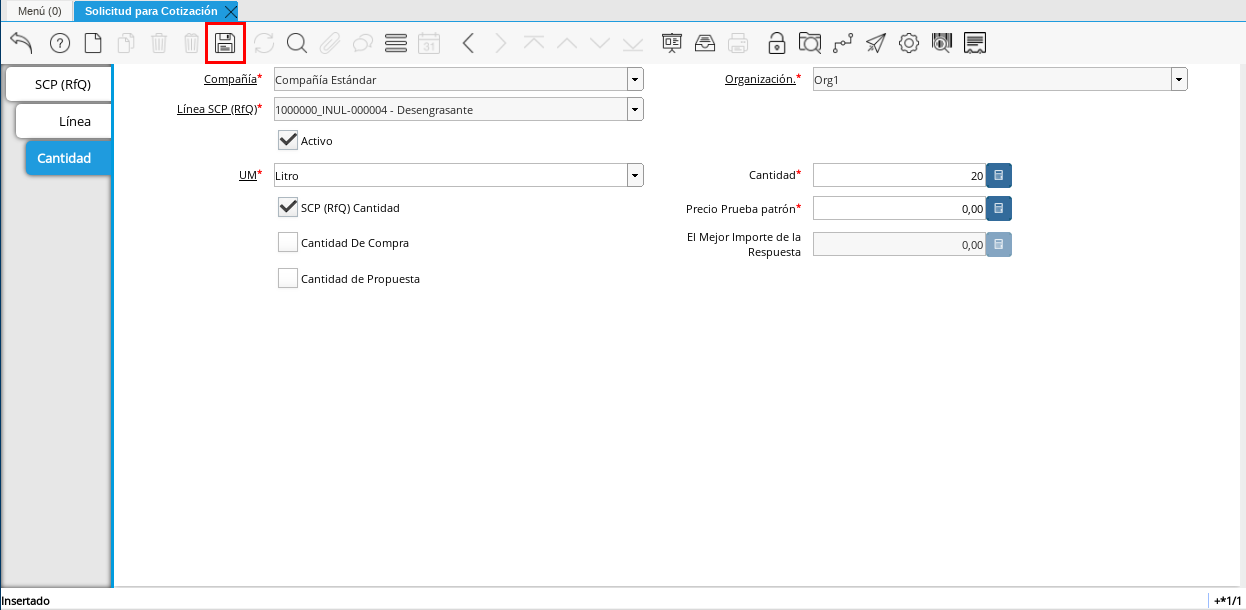 Menú (0)
Solicitud para Cotización
31
SCP (RfQ)
Línea
Cantidad
Compañía* Compañía Estándar
Organización.* Org1
Línea SCP (RfQ)* 1000000_INUL-000004 - Desengrasante
Activo
UM* Litro
Cantidad* 20
SCP (RfQ) Cantidad
Precio Prueba patrón* 0,00
Cantidad De Compra
El Mejor Importe de la
Respuesta 0,00
Cantidad de Propuesta
Insertado
+*1/1